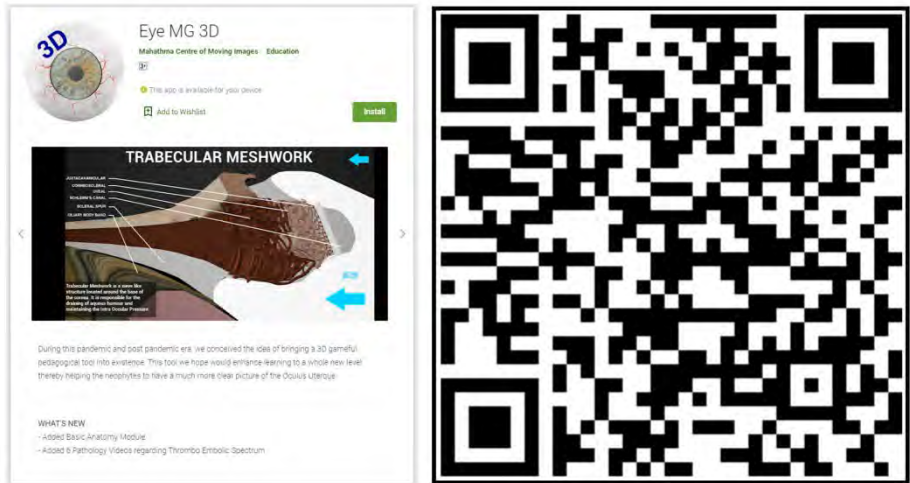 3D
Eye MG 3D
Mahathma Centre of Moving Images Education
3+
This app is available for your device
Add to Wishlist
Install
TRABECULAR MESHWORK
JUXTACANALICULAR
CORNEOSCLERAL
UVEAL
SCHLEMM'S CANAL
SCLERAL SPUR
CILIARY BODY BAND
Trabecular Meshwork is a sieve like
structure located around the base of
the cornea. It is responsible for the
draining of aqueous humour and
maintaining the Intra Occular Pressure
During this pandemic and post pandemic era, we conceived the idea of bringing a 3D gameful
pedagogical tool into existence. This tool we hope would enhance learning to a whole new level
thereby helping the neophytes to have a much more clear picture of the Oculus Uterque.
WHAT'S NEW
- Added Basic Anatomy Module
- Added 6 Pathology Videos regarding Thrombo Embolic Spectrum